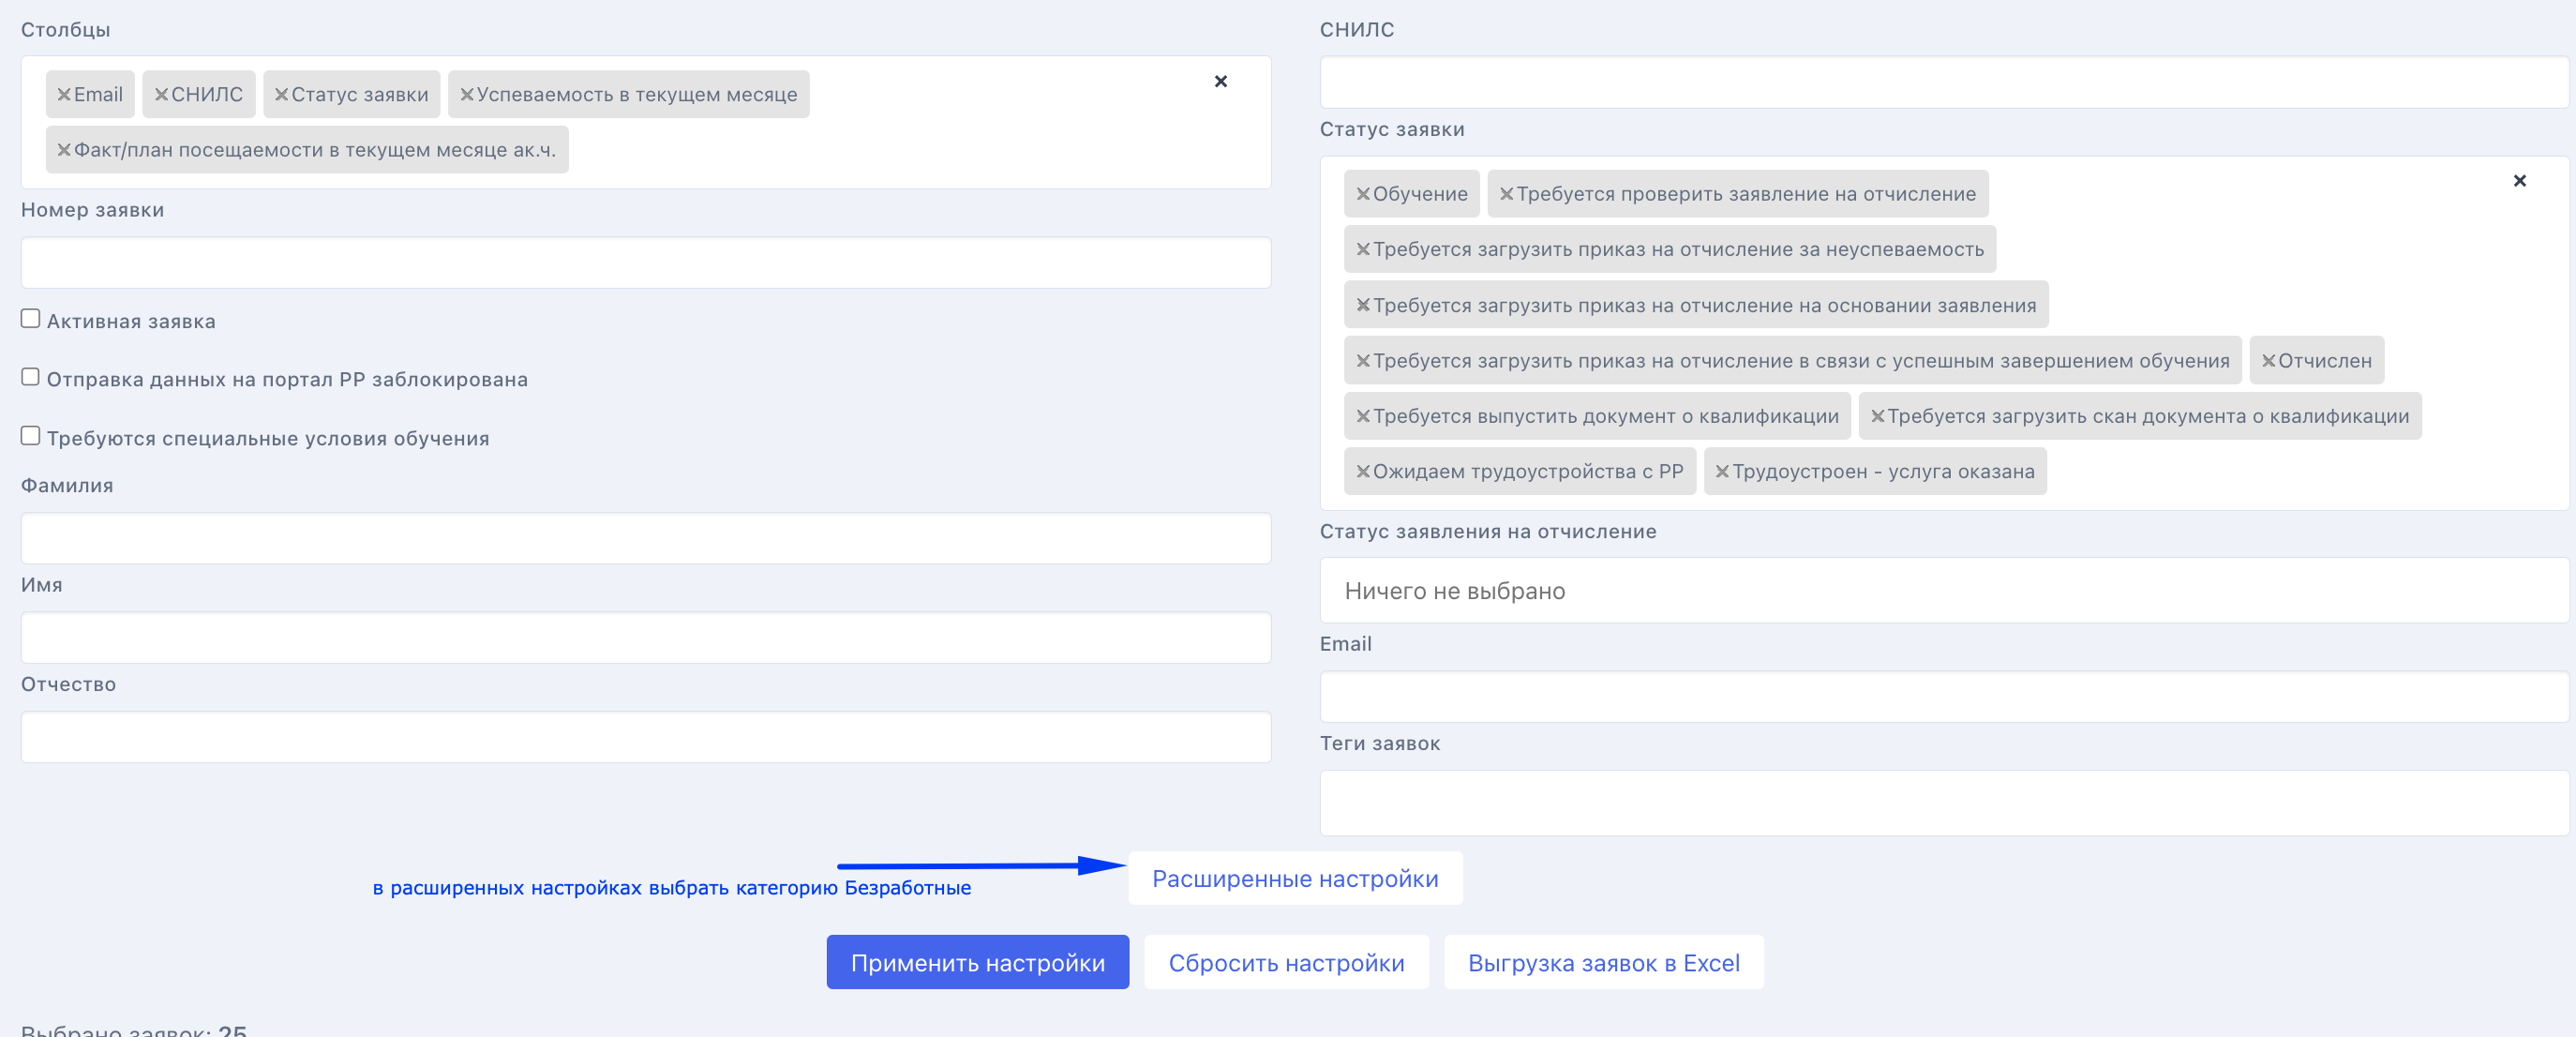 Столбцы
Email СНИЛС Статус заявки Успеваемость в текущем месяце
Факт/план посещаемости в текущем месяце ак.ч.
Номер заявки
Активная заявка
Отправка данных на портал РР заблокирована
Требуются специальные условия обучения
Фамилия
Имя
Отчество
СНИЛС
Статус заявки
Обучение Требуется проверить заявление на отчисление
Требуется загрузить приказ на отчисление за неуспеваемость
Требуется загрузить приказ на отчисление на основании заявления
Требуется загрузить приказ на отчисление в связи с успешным завершением обучения Отчислен
Требуется выпустить документ о квалификации Требуется загрузить скан документа о квалификации
Ожидаем трудоустройства с РР Трудоустроен - услуга оказана
Статус заявления на отчисление
Ничего не выбрано
Email
Теги заявок
в расширенных настройках выбрать категорию Безработные
Расширенные настройки
Применить настройки Сбросить настройки Выгрузка заявок в Excel
Выбрано заявок: 25